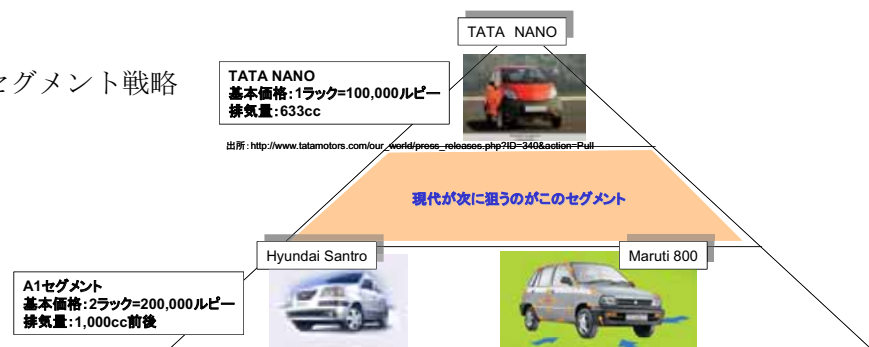 TATA NANO
セグメント戦略
TATA NANO
基本価格：1ラック=100,000ルピー
排気量：633cc
出所：http://www.tatamotors.com/our_world/press_releases.php?ID=340&action=Pull
現代が次に狙うのがこのセグメント
Hyundai Santro
Maruti 800
A1セグメント
基本価格：2ラック=200,000ルピー
排気量：1,000cc前後